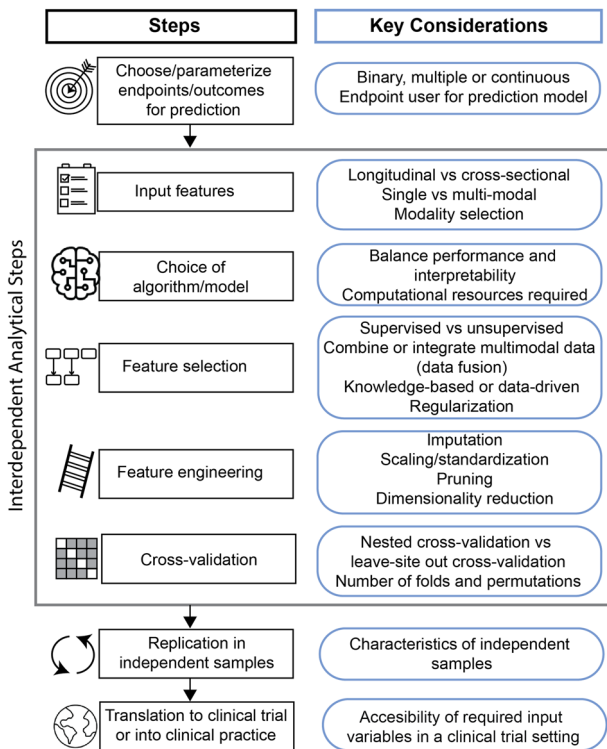 Steps
Key Considerations
Choose/parameterize
endpoints/outcomes
for prediction
Binary, multiple or continuous
Endpoint user for prediction model
Interdependent Analytical Steps
Input features
Longitudinal vs cross-sectional
Single vs multi-modal
Modality selection
Choice of
algorithm/model
Balance performance and
interpretability
Computational resources required
Feature selection
Supervised vs unsupervised
Combine or integrate multimodal data
(data fusion)
Knowledge-based or data-driven
Regularization
Feature engineering
Imputation
Scaling/standardization
Pruning
Dimensionality reduction
Cross-validation
Nested cross-validation vs
leave-site out cross-validation
Number of folds and permutations
Replication in
independent samples
Characteristics of independent
samples
Translation to clinical trial
or into clinical practice
Accesibility of required input
variables in a clinical trial setting